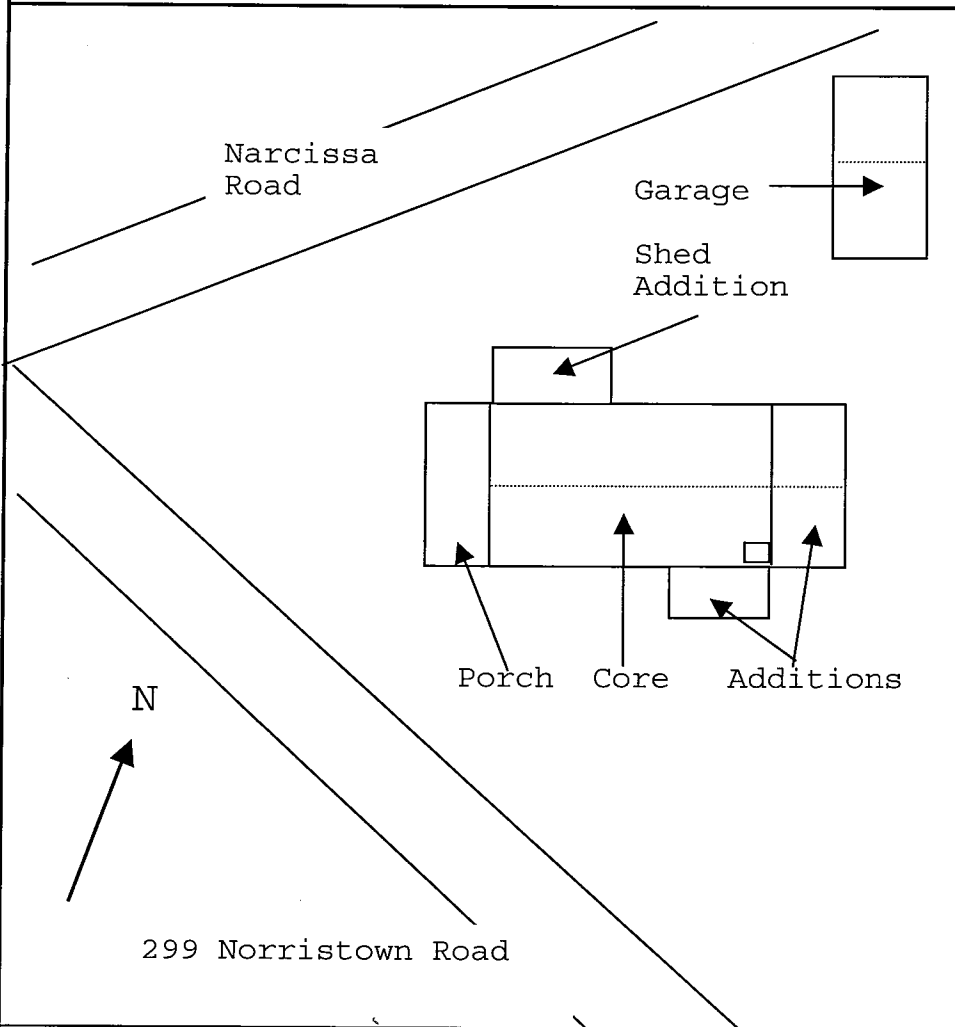 Narcissa
Road
Garage
Shed
Addition
Porch
Core
Additions
N
299 Norristown Road